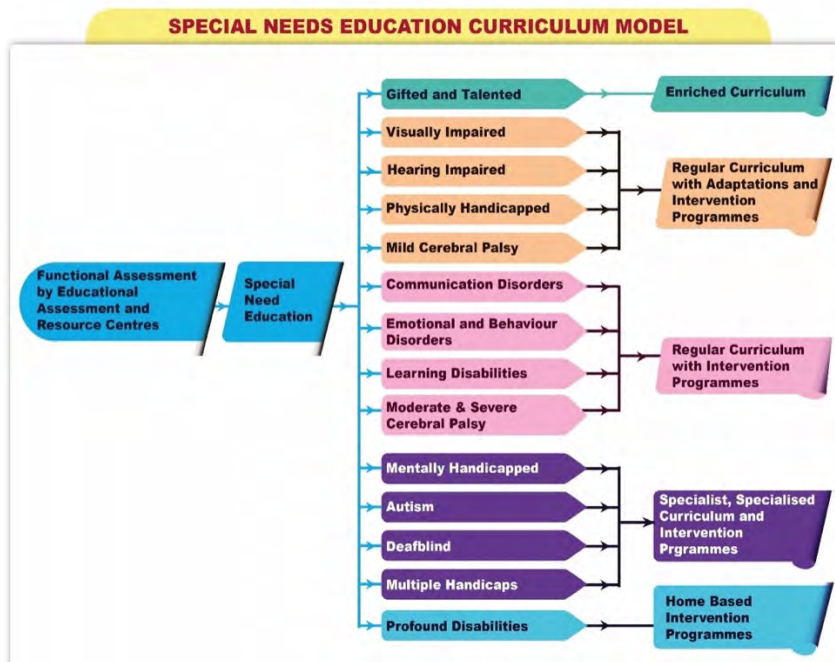 SPECIAL NEEDS EDUCATION CURRICULUM MODEL
Functional Assessment
by Educational
Assessment and
Resource Centres
Special
Need
Education
Gifted and Talented
Visually Impaired
Hearing Impaired
Physically Handicapped
Mild Cerebral Palsy
Communication Disorders
Emotional and Behaviour
Disorders
Learning Disabilities
Moderate & Severe
Cerebral Palsy
Mentally Handicapped
Autism
Deafblind
Multiple Handicaps
Profound Disabilities
Enriched Curriculum
Regular Curriculum
with Adaptations and
Intervention
Programmes
Regular Curriculum
with Intervention
Programmes
Specialist, Specialised
Curriculum and
Intervention
Prgrammes
Home Based
Intervention
Programmes